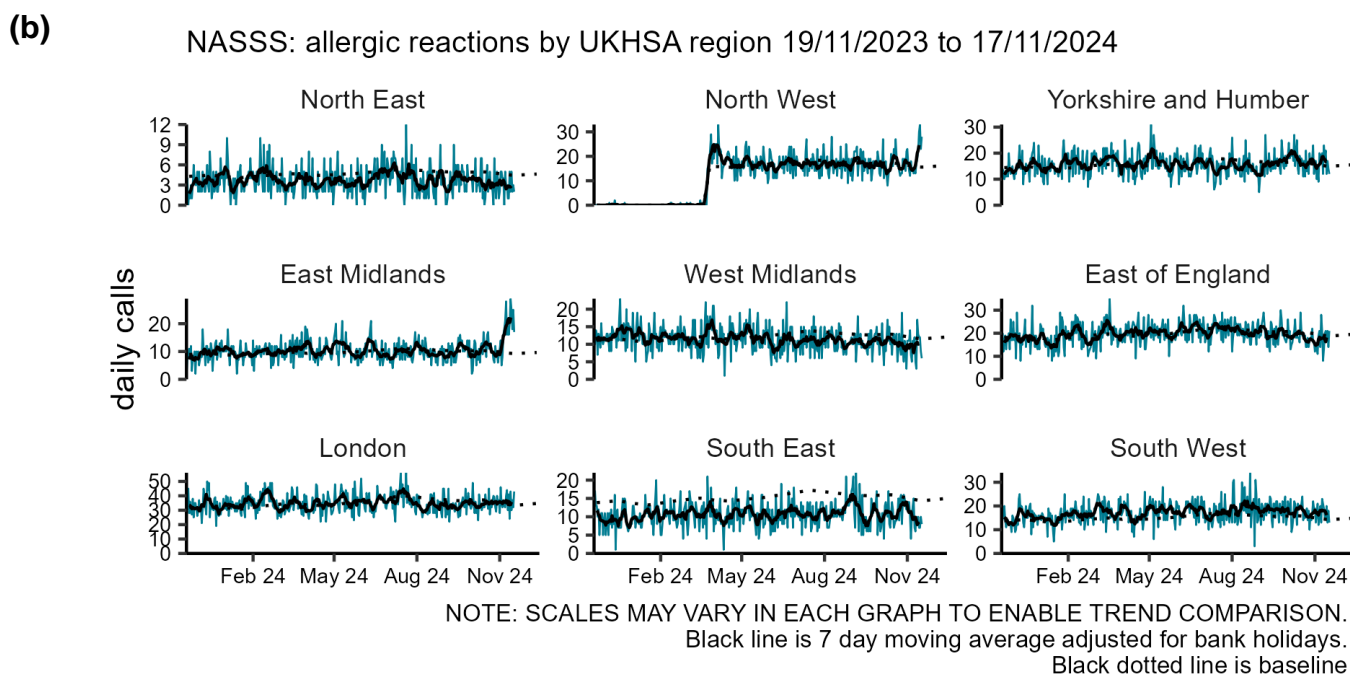 (b)
NASSS: allergic reactions by UKHSA region 19/11/2023 to 17/11/2024
North East
North West
Yorkshire and Humber
12
9
6
3
0
30
20
10
0
30
20
10
0
daily calls
East Midlands
West Midlands
East of England
20
10
0
20
15
10
5
0
30
20
10
0
London
South East
South West
50
40
30
20
10
0
20
15
10
5
0
30
20
10
0
Feb 24 May 24 Aug 24 Nov 24
Feb 24 May 24 Aug 24 Nov 24
Feb 24 May 24 Aug 24 Nov 24
NOTE: SCALES MAY VARY IN EACH GRAPH TO ENABLE TREND COMPARISON.
Black line is 7 day moving average adjusted for bank holidays.
Black dotted line is baseline